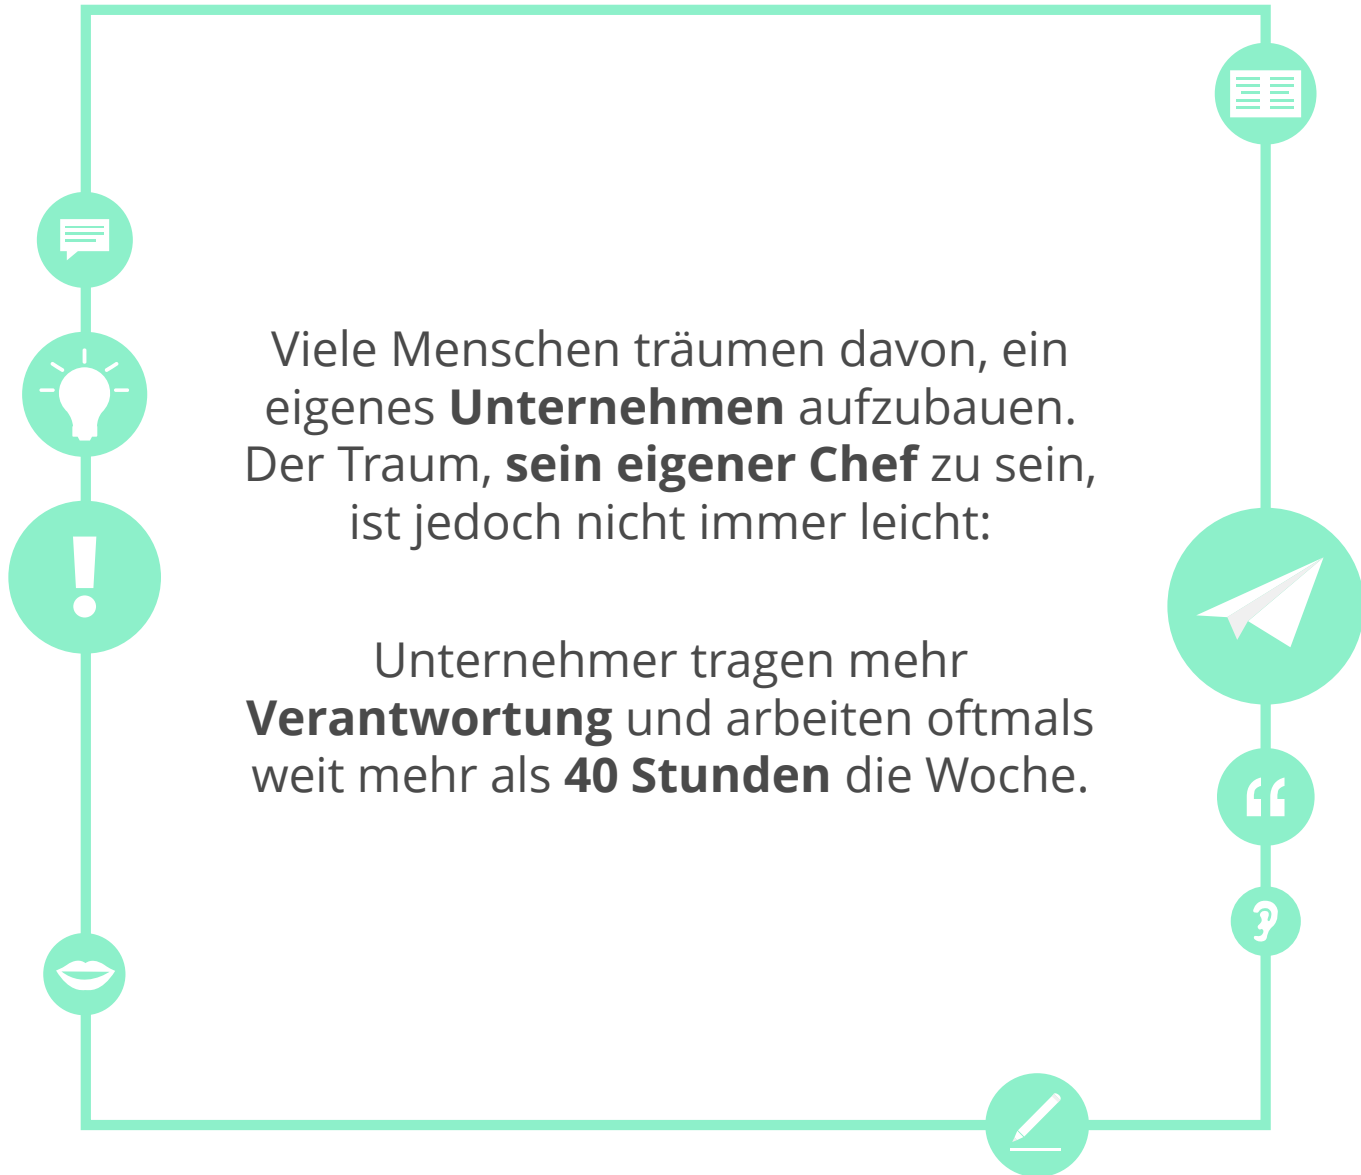 Viele Menschen träumen davon, ein
eigenes Unternehmen aufzubauen.
Der Traum, sein eigener Chef zu sein,
ist jedoch nicht immer leicht:
Unternehmer tragen mehr
Verantwortung und arbeiten oftmals
weit mehr als 40 Stunden die Woche.